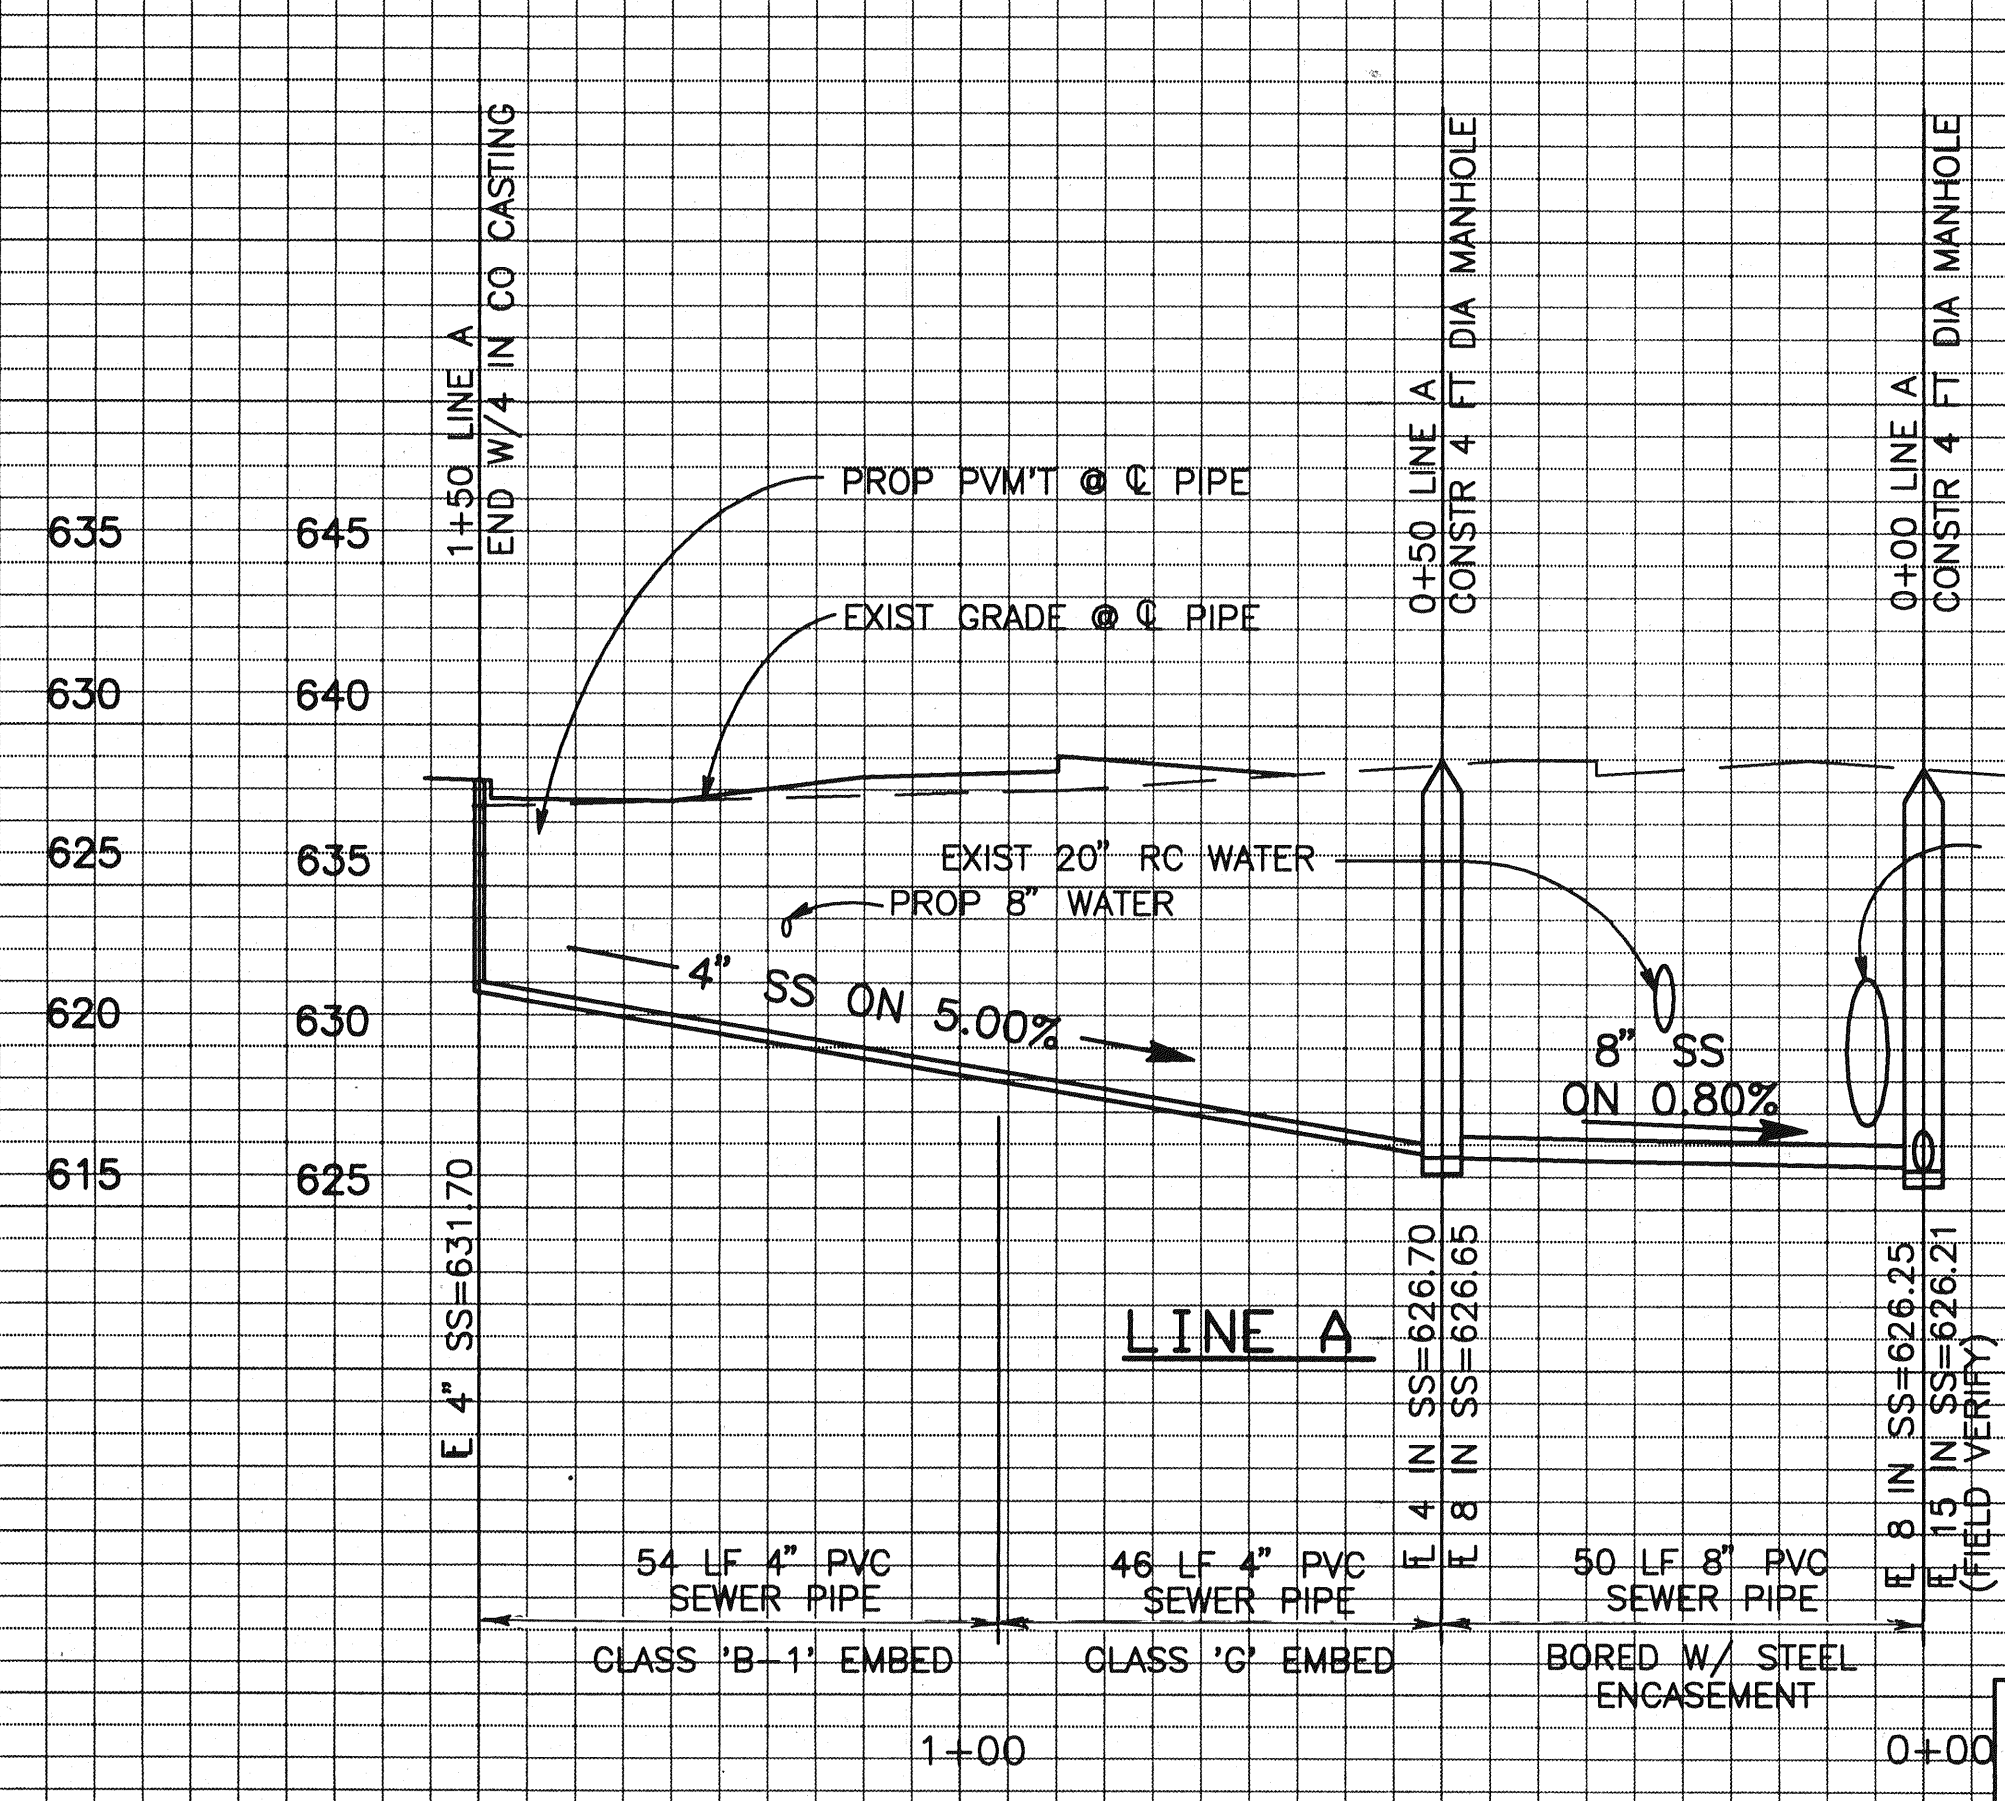 1+50 LINE A
END W/4 IN CO CASTING
0+50 LINE A
CONSTR 4 FT DIA MANHOLE
0+00 LINE A
CONSTR 4 FT DIA MANHOLE
PROP PVM'T @ ℄ PIPE
635 645
EXIST GRADE @ ℄ PIPE
630 640
625 635
EXIST 20" RC WATER
PROP 8" WATER
4" SS ON 5.00%
620 630
8" SS
ON 0.80%
615 625
FL 4" SS=631.70
LINE A
FL 4 IN SS=626.70
FL 8 IN SS=626.65
FL 8 IN SS=626.25
FL 15 IN SS=626.21
(FIELD VERIFY)
54 LF 4" PVC
SEWER PIPE
CLASS 'B-1' EMBED
46 LF 4" PVC
SEWER PIPE
CLASS 'G' EMBED
50 LF 8" PVC
SEWER PIPE
BORED W/ STEEL
ENCASEMENT
1+00
0+00